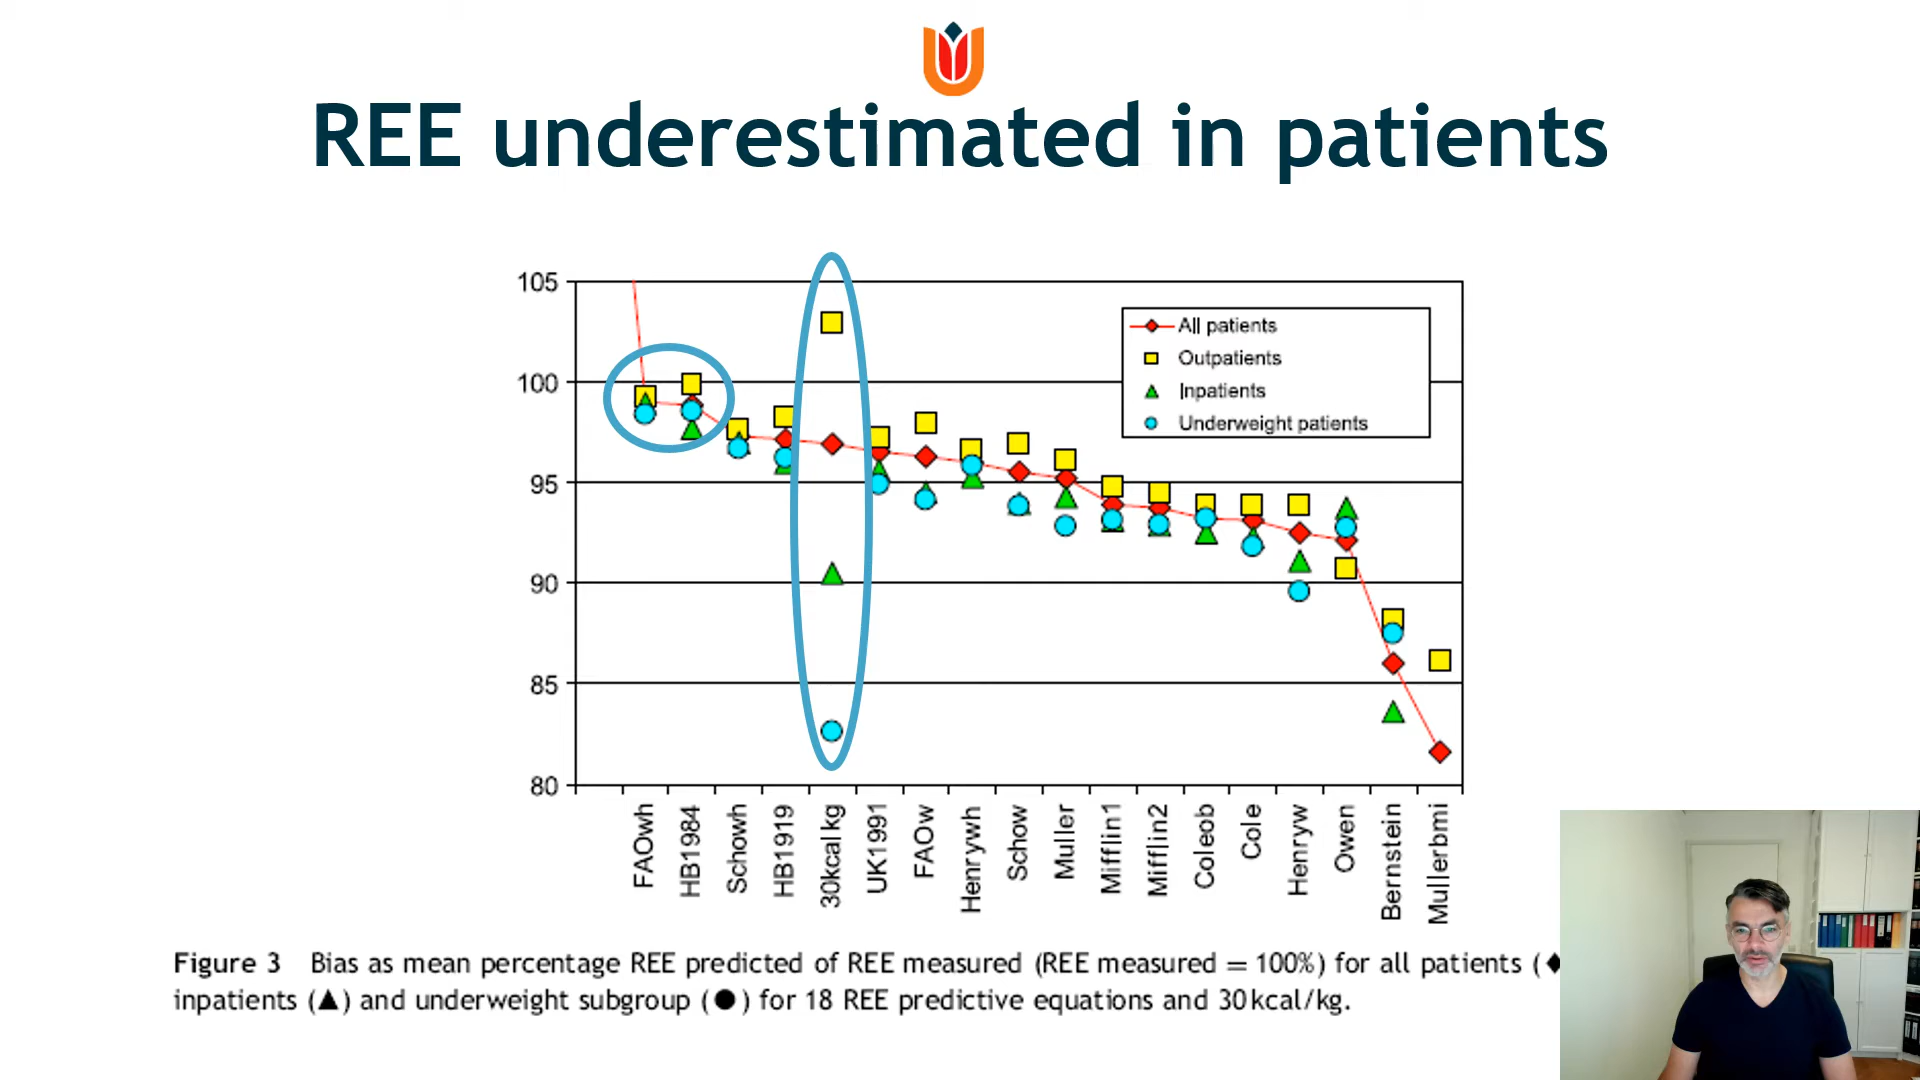 REE underestimated in patients
105
100
95
90
85
80
All patients
Outpatients
Inpatients
Underweight patients
FAOwh
HB1984
Schowh
HB1919
30kcalkg
UK1991
FAOw
Henrywh
Schow
Muller
Mifflin1
Mifflin2
Coleob
Cole
Henryw
Owen
Bernstein
Mullerbmi
Figure 3 Bias as mean percentage REE predicted of REE measured (REE measured = 100%) for all patients (♦
inpatients (▲) and underweight subgroup (●) for 18 REE predictive equations and 30 kcal/kg.